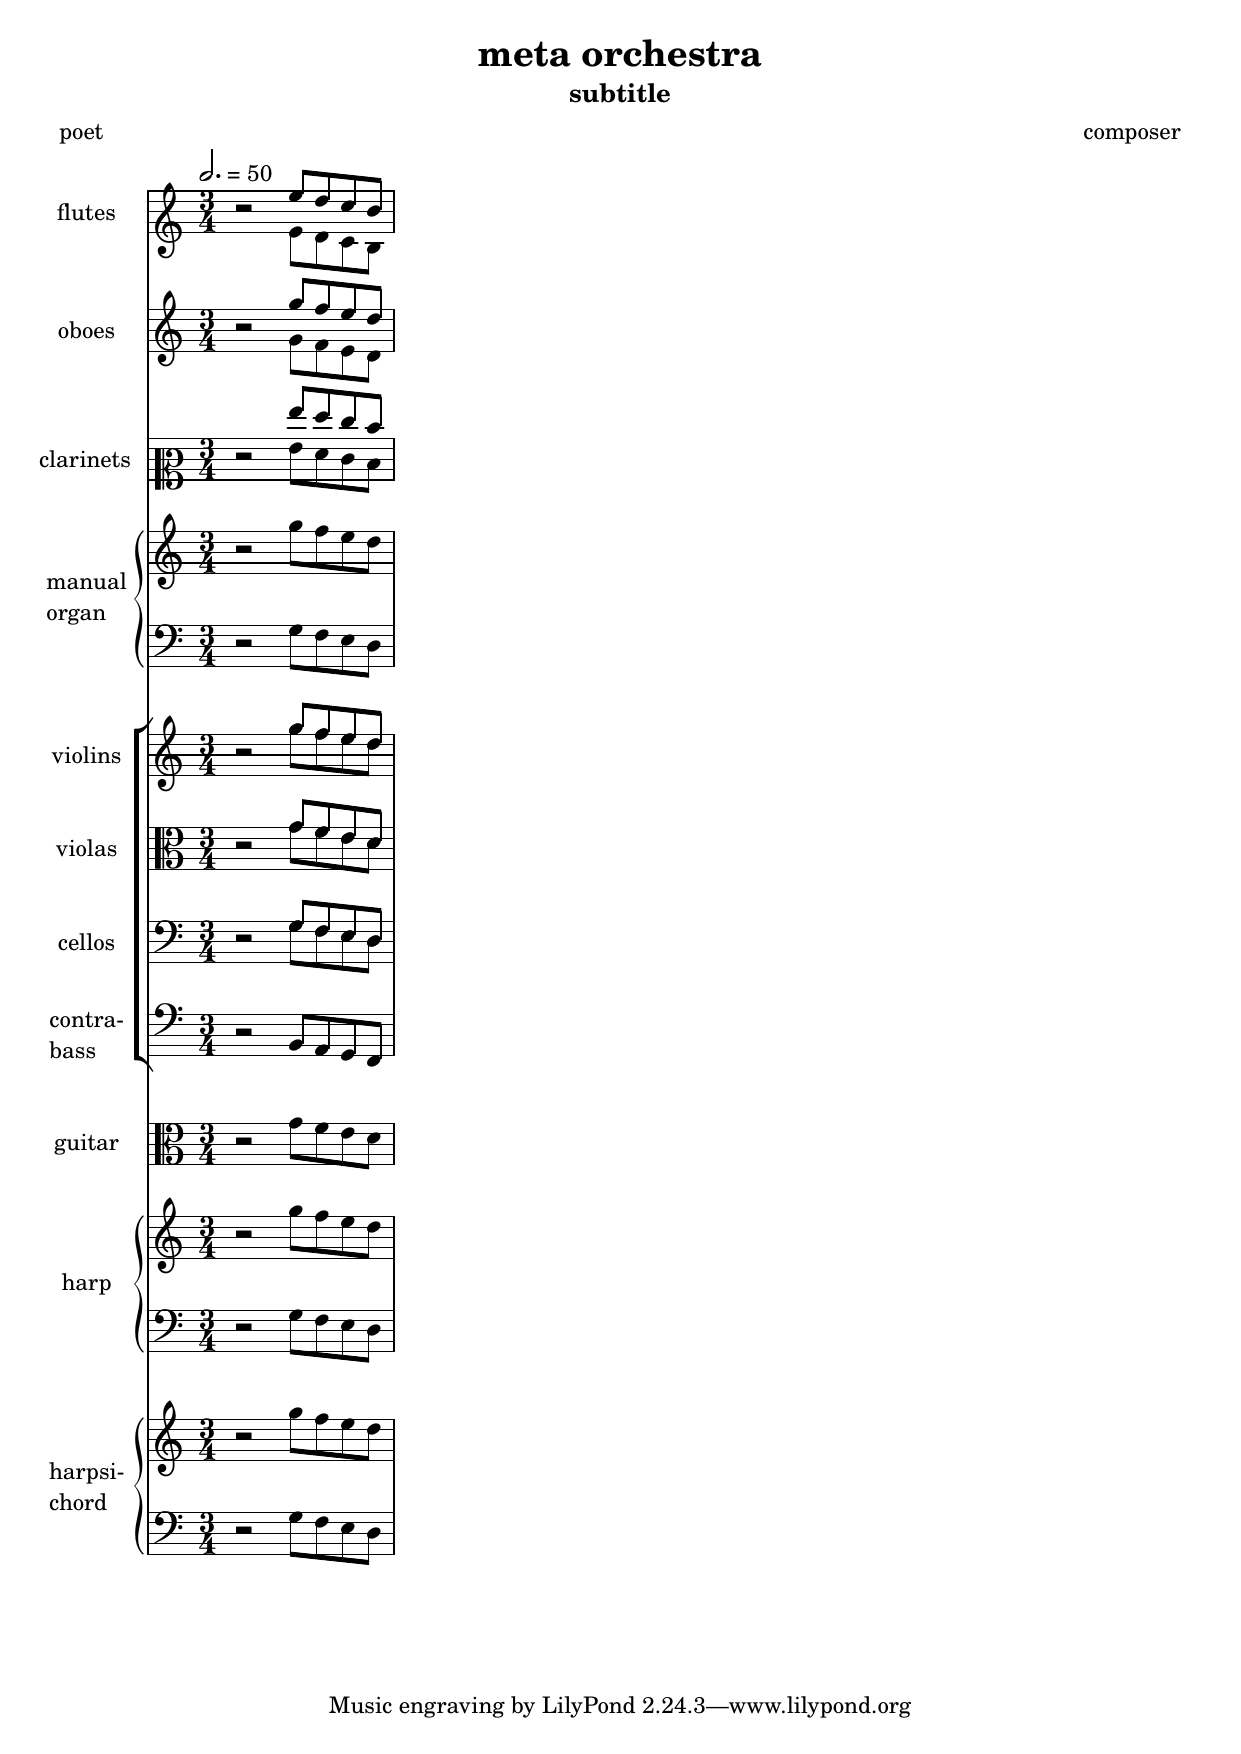 meta orchestra
subtitle
poet composer
= 50
flutes
oboes
clarinets
manual
organ
violins
violas
cellos
contra-
bass
guitar
harp
harpsi-
chord
Music engraving by LilyPond 2.24.3—www.lilypond.org